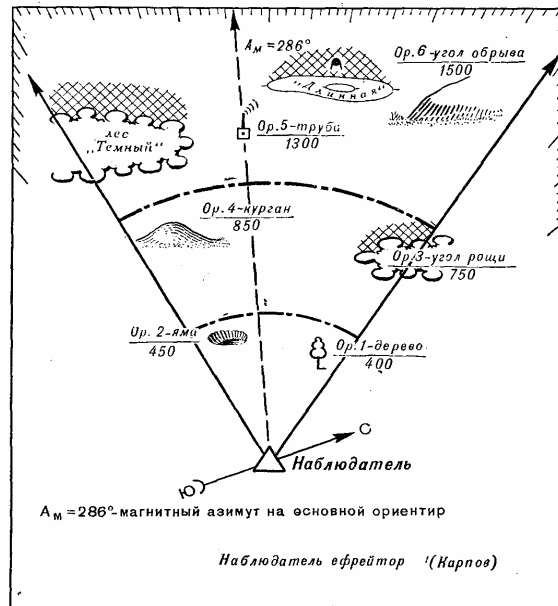 Aм = 286°
Ор.6-угол обрыва
1500
„Длинная"
лес
„Темный"
Ор.5-труба
1300
Ор.4-курган
850
Ор.3-угол рощи
750
Ор.2-яма
450
Ор.1-дерево
400
С
Наблюдатель
Ю
Aм = 286°-магнитный азимут на основной ориентир
Наблюдатель ефрейтор (Карпов)